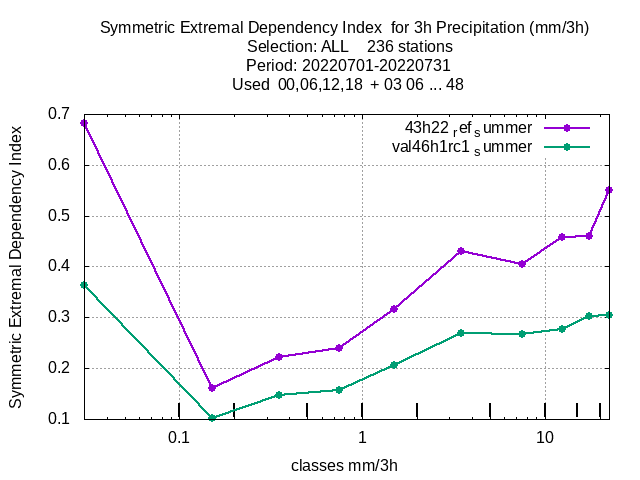 Symmetric Extremal Dependency Index  for 3h Precipitation (mm/3h)
Selection: ALL    236 stations
Period: 20220701-20220731
Used  00,06,12,18  + 03 06 ... 48
43h22 refsummer
val46h1rc1 summer
Symmetric Extremal Dependency Index
0.7
0.6
0.5
0.4
0.3
0.2
0.1
0.1 1 10
classes mm/3h